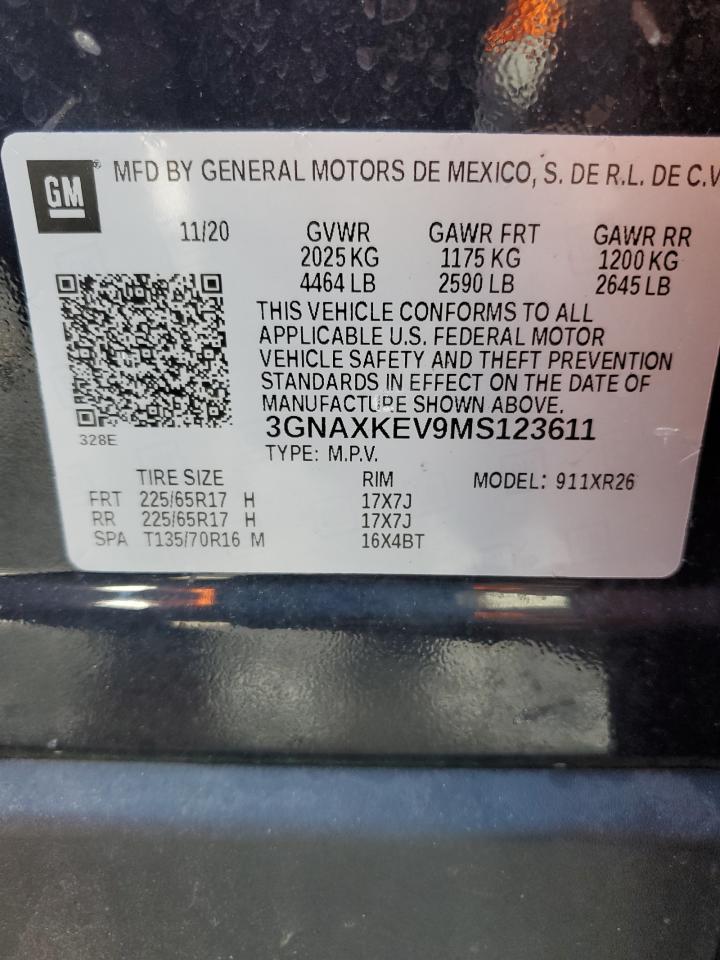 GM ® MFD BY GENERAL MOTORS DE MEXICO, S. DE R.L. DE C.V
11/20 GVWR GAWR FRT GAWR RR
2025 KG 1175 KG 1200 KG
4464 LB 2590 LB 2645 LB
THIS VEHICLE CONFORMS TO ALL
APPLICABLE U.S. FEDERAL MOTOR
VEHICLE SAFETY AND THEFT PREVENTION
STANDARDS IN EFFECT ON THE DATE OF
MANUFACTURE SHOWN ABOVE.
3GNAXKEV9MS123611
328E
TYPE: M.P.V.
TIRE SIZE RIM MODEL: 911XR26
FRT 225/65R17 H 17X7J
RR 225/65R17 H 17X7J
SPA T135/70R16 M 16X4BT